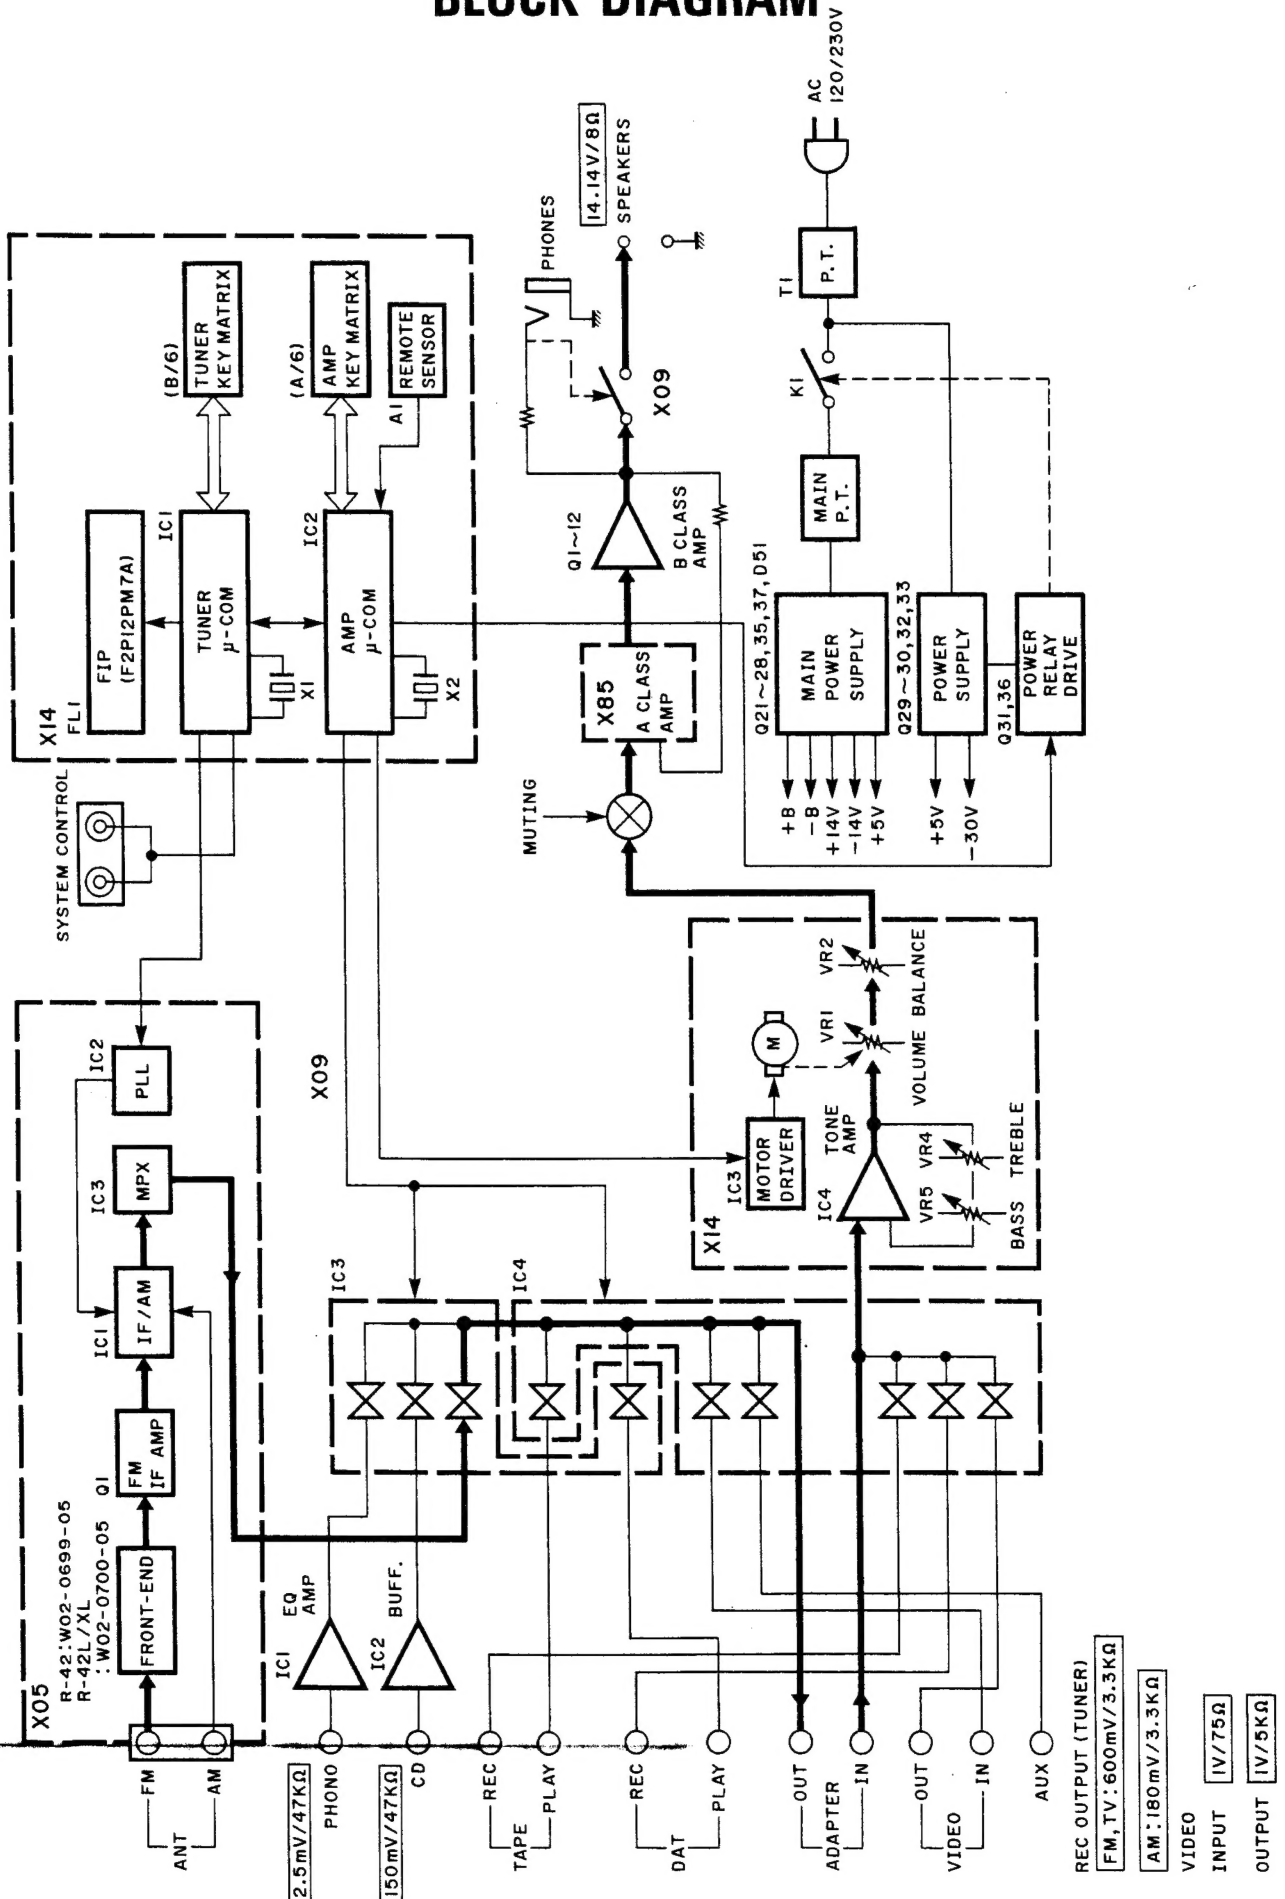 BLOCK DIAGRAM
X05
R-42:W02-0699-05
R-42L/XL
:W02-0700-05
ANT
FM
AM
FRONT-END
Q1
FM
IF AMP
IC1
IF/AM
IC3
MPX
IC2
PLL
SYSTEM CONTROL
X14
FL1
FIP
(F2P12PM7A)
IC1
TUNER
μ-COM
X1
(B/6)
TUNER
KEY MATRIX
IC2
AMP
μ-COM
X2
(A/6)
AMP
KEY MATRIX
A1
REMOTE
SENSOR
X09
2.5mV/47KΩ
PHONO
IC1
EQ
AMP
150mV/47KΩ
CD
IC2
BUFF.
TAPE
REC
PLAY
DAT
REC
PLAY
ADAPTER
OUT
IN
VIDEO
OUT
IN
AUX
IC3
IC4
X14
IC3
MOTOR
DRIVER
M
IC4
TONE
AMP
VR1
VOLUME
VR2
BALANCE
VR5
BASS
VR4
TREBLE
MUTING
X85
A CLASS
AMP
Q1~12
B CLASS
AMP
X09
PHONES
14.14V/8Ω
SPEAKERS
Q21~28,35,37,D51
MAIN
POWER
SUPPLY
+B
-B
+14V
-14V
+5V
Q29~30,32,33
POWER
SUPPLY
+5V
-30V
Q31,36
POWER
RELAY
DRIVE
MAIN
P.T.
K1
T1
P.T.
AC
120/230V
REC OUTPUT (TUNER)
FM,TV:600mV/3.3KΩ
AM:180mV/3.3KΩ
VIDEO
INPUT 1V/75Ω
OUTPUT 1V/5KΩ